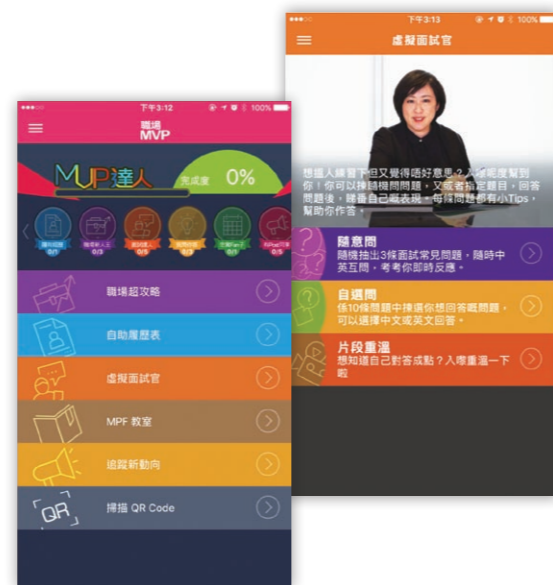 下午3:12
100%
職場
MVP
MVP達人
完成度 0%
0/1
0/3
0/5
0/5
職場超攻略
自助履歷表
虛擬面試官
MPF 教室
追蹤新動向
掃描 QR Code
QR
下午3:13
100%
虛擬面試官
想搵人練習下但又覺得唔好意思？入嚟呢度幫到
你！你可以揀隨機問問題，又或者指定題目，回答
問題後，睇番自己嘅表現。每條問題都有小Tips，
幫助你作答。
隨意問
隨機抽出3條面試常見問題，隨時中
英互問，考考你即時反應。
自選問
係10條問題中揀選你想回答嘅問題，
可以選擇中文或英文回答。
片段重溫
想知道自己對答成點？入嚟重溫一下
啦